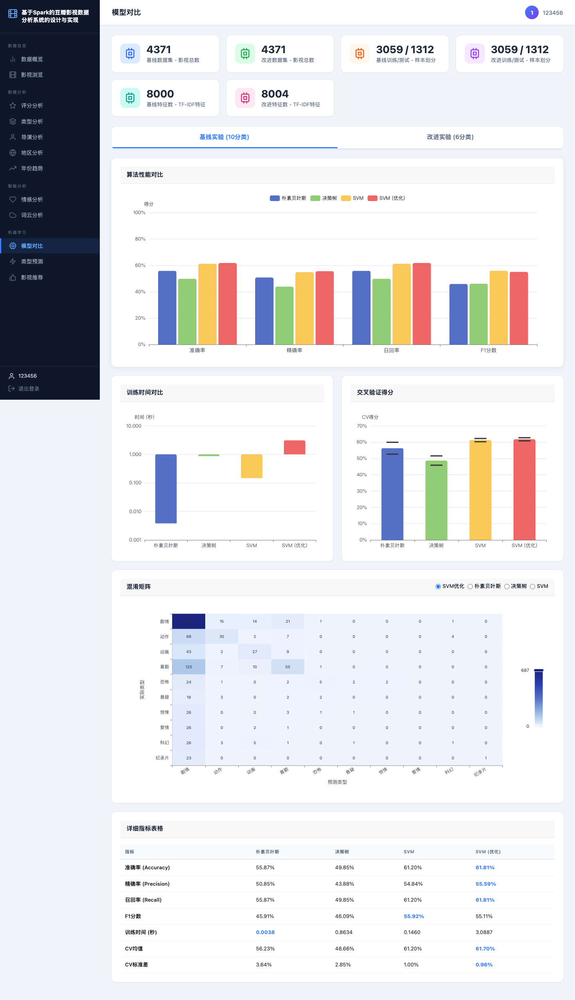 基于Spark的豆瓣影视数据
分析系统的设计与实现
数据总览
数据概览
影视浏览
数据分析
评分分析
类型分析
导演分析
地区分析
年份趋势
智能分析
情感分析
词云分析
机器学习
模型对比
类型预测
影视推荐
123456
退出登录
模型对比
1 123456
4371
基线数据集 - 影视总数
4371
改进数据集 - 影视总数
3059 / 1312
基线训练/测试 - 样本划分
3059 / 1312
改进训练/测试 - 样本划分
8000
基线特征数 - TF-IDF特征
8004
改进特征数 - TF-IDF特征
基线实验 (10分类)
改进实验 (6分类)
算法性能对比
朴素贝叶斯 决策树 SVM SVM (优化)
得分
100%
80%
60%
40%
20%
0%
准确率 精确率 召回率 F1分数
训练时间对比
时间 (秒)
10.000
1.000
0.100
0.010
0.001
朴素贝叶斯 决策树 SVM SVM (优化)
交叉验证得分
CV得分
70%
60%
50%
40%
30%
20%
10%
0%
朴素贝叶斯 决策树 SVM SVM (优化)
混淆矩阵
SVM优化 朴素贝叶斯 决策树 SVM
实际类型
剧情 15 14 21 1 0 0 0 1 0
动作 68 35 2 7 0 0 0 0 4 0
动画 43 2 27 9 0 0 0 0 0 0
喜剧 120 7 10 55 1 0 0 0 0 0
恐怖 24 1 0 2 5 2 2 0 0 0
悬疑 19 3 0 2 2 0 0 0 0 0
惊悚 26 0 0 3 1 1 0 0 0 0
爱情 26 0 2 1 0 0 0 0 0 0
科幻 26 3 5 1 0 1 0 0 1 0
纪录片 23 0 0 0 0 0 0 0 0 1
剧情 动作 动画 喜剧 恐怖 悬疑 惊悚 爱情 科幻 纪录片
预测类型
687
0
详细指标表格
指标 朴素贝叶斯 决策树 SVM SVM (优化)
准确率 (Accuracy) 55.87% 49.85% 61.20% 61.81%
精确率 (Precision) 50.85% 43.88% 54.84% 55.59%
召回率 (Recall) 55.87% 49.85% 61.20% 61.81%
F1分数 45.91% 46.09% 55.92% 55.11%
训练时间 (秒) 0.0038 0.8634 0.1460 3.0887
CV均值 56.23% 48.66% 61.20% 61.70%
CV标准差 3.64% 2.85% 1.00% 0.96%